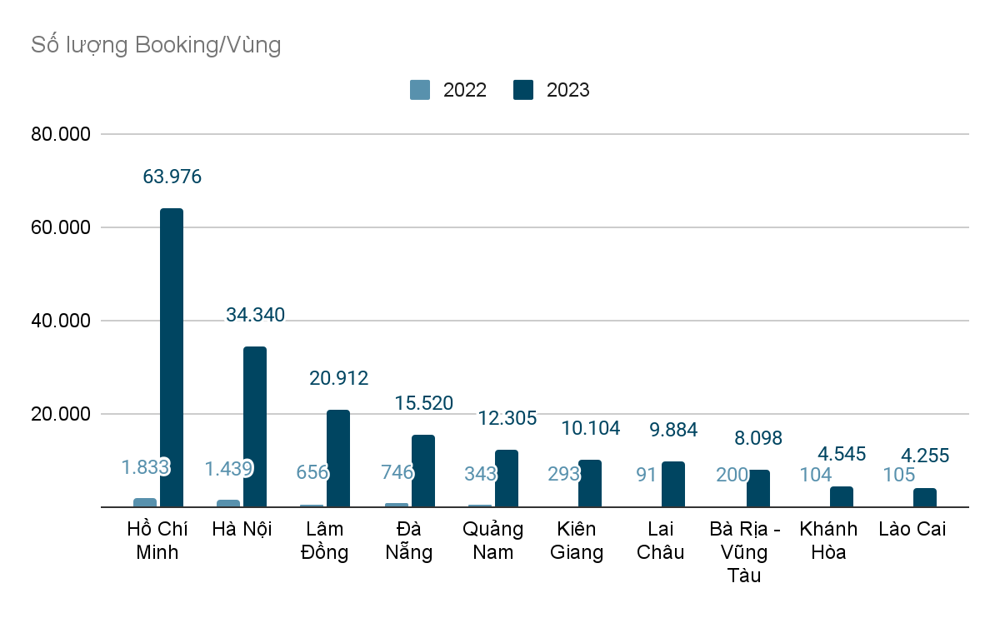 Số lượng Booking/Vùng
2022 2023
80.000
63.976
60.000
40.000
34.340
20.912
20.000
15.520
12.305
10.104
9.884
8.098
4.545
4.255
1.833
1.439
656
746
343
293
91
200
104
105
Hồ Chí Minh
Hà Nội
Lâm Đồng
Đà Nẵng
Quảng Nam
Kiên Giang
Lai Châu
Bà Rịa - Vũng Tàu
Khánh Hòa
Lào Cai